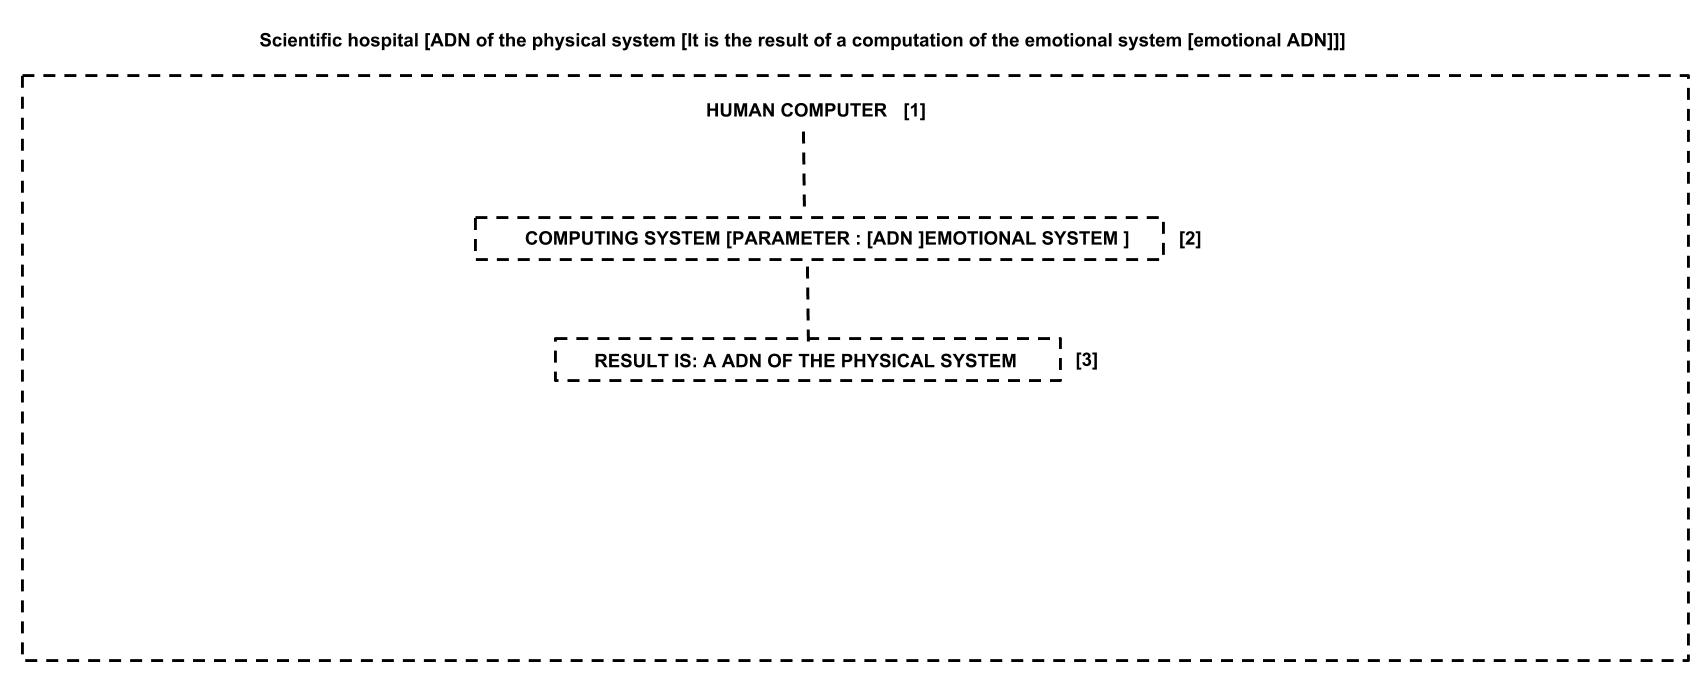 Scientific hospital [ADN of the physical system [It is the result of a computation of the emotional system [emotional ADN]]]
HUMAN COMPUTER [1]
COMPUTING SYSTEM [PARAMETER : [ADN ]EMOTIONAL SYSTEM ] [2]
RESULT IS: A ADN OF THE PHYSICAL SYSTEM [3]